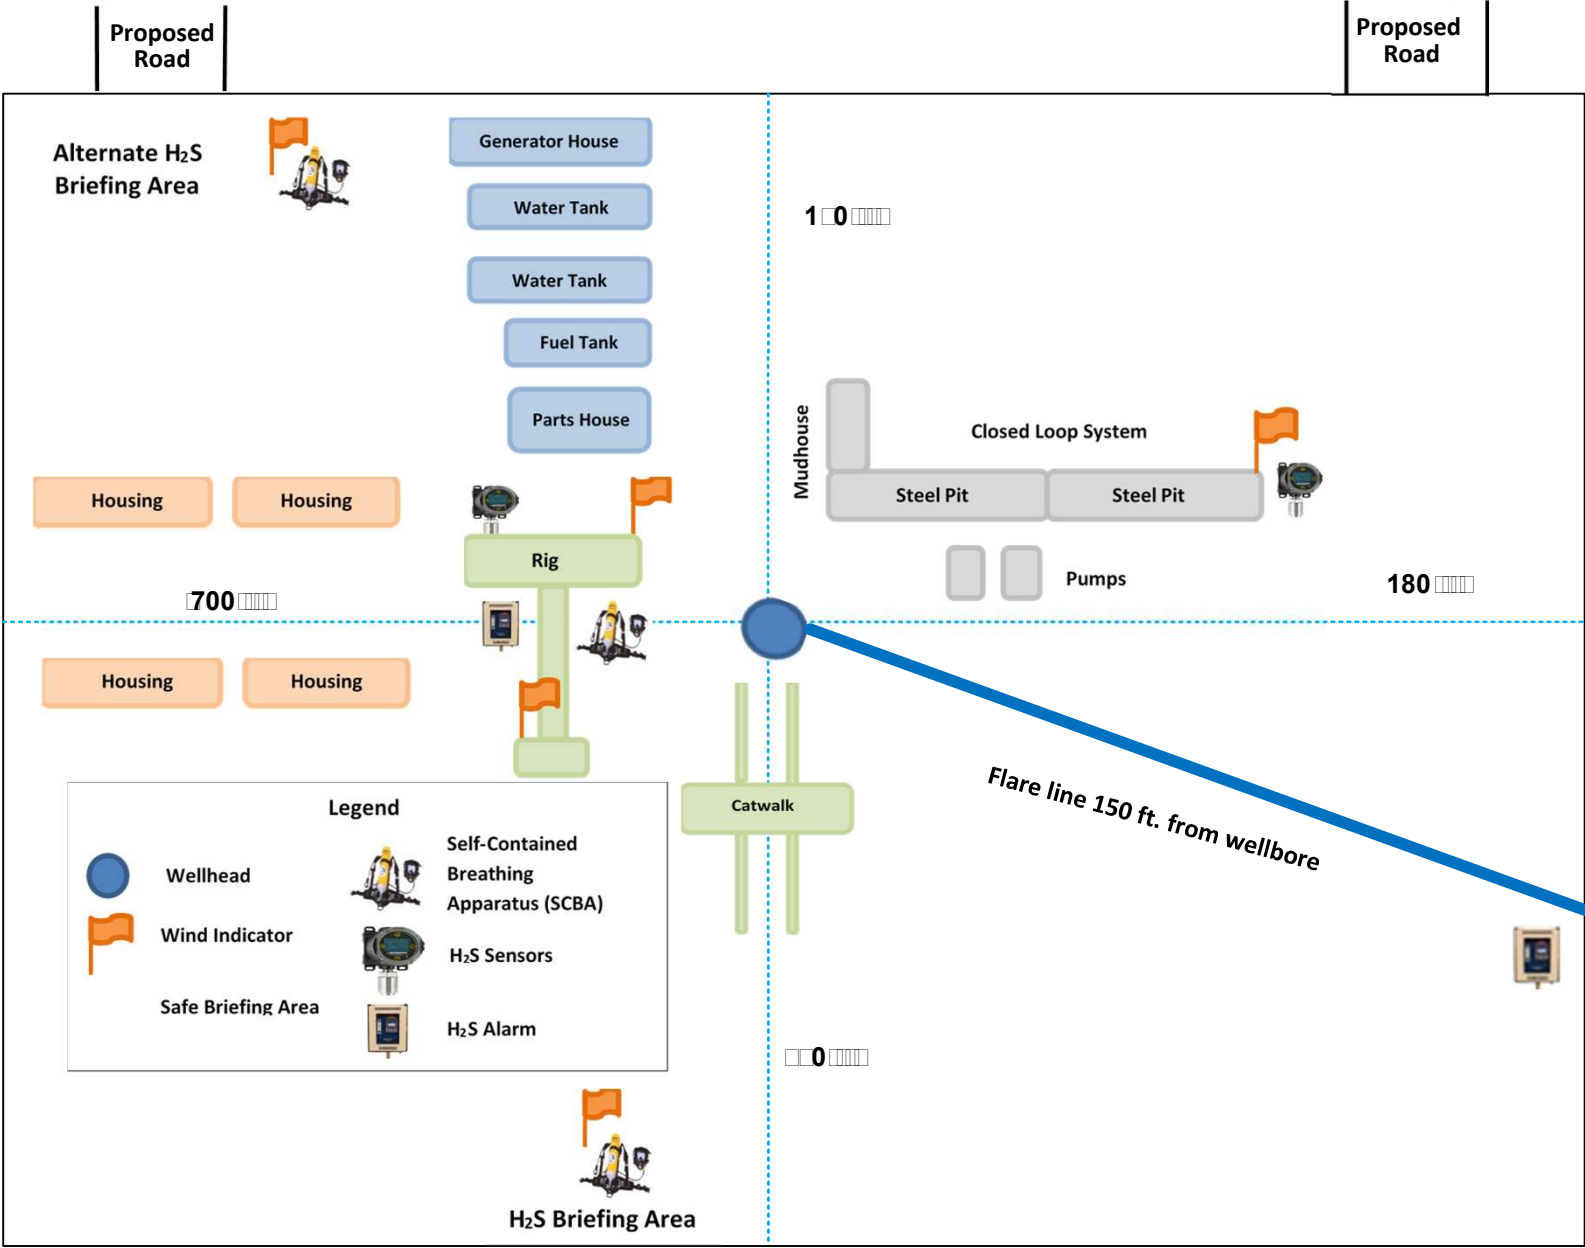 Proposed
Road
Proposed
Road
Alternate H₂S
Briefing Area
Generator House
Water Tank
Water Tank
Fuel Tank
Parts House
Mudhouse
Closed Loop System
Steel Pit
Steel Pit
Housing
Housing
Rig
Pumps
180
700
Housing
Housing
Flare line 150 ft. from wellbore
Catwalk
Legend
Wellhead
Wind Indicator
Safe Briefing Area
Self-Contained
Breathing
Apparatus (SCBA)
H₂S Sensors
H₂S Alarm
H₂S Briefing Area